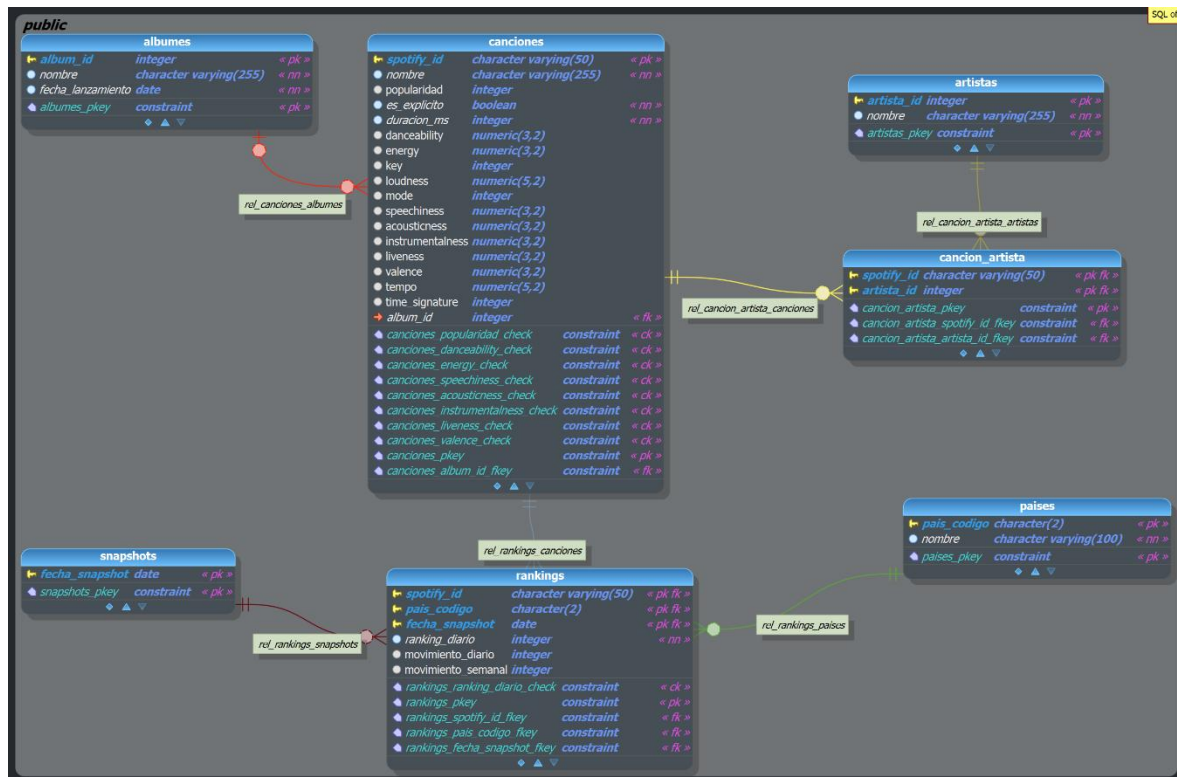 SQL of
public
albumes
album_id integer « pk »
nombre character varying(255) « nn »
fecha_lanzamiento date « nn »
albumes_pkey constraint « pk »
canciones
spotify_id character varying(50) « pk »
nombre character varying(255) « nn »
popularidad integer
es_explicito boolean « nn »
duracion_ms integer « nn »
danceability numeric(3,2)
energy numeric(3,2)
key integer
loudness numeric(5,2)
mode integer
speechiness numeric(3,2)
acousticness numeric(3,2)
instrumentalness numeric(3,2)
liveness numeric(3,2)
valence numeric(3,2)
tempo numeric(5,2)
time_signature integer
album_id integer « fk »
canciones_popularidad_check constraint « ck »
canciones_danceability_check constraint « ck »
canciones_energy_check constraint « ck »
canciones_speechiness_check constraint « ck »
canciones_acousticness_check constraint « ck »
canciones_instrumentalness_check constraint « ck »
canciones_liveness_check constraint « ck »
canciones_valence_check constraint « ck »
canciones_pkey constraint « pk »
canciones_album_id_fkey constraint « fk »
artistas
artista_id integer « pk »
nombre character varying(255) « nn »
artistas_pkey constraint « pk »
rel_canciones_albumes
rel_cancion_artista_artistas
cancion_artista
spotify_id character varying(50) « pk fk »
artista_id integer « pk fk »
cancion_artista_pkey constraint « pk »
cancion_artista_spotify_id_fkey constraint « fk »
cancion_artista_artista_id_fkey constraint « fk »
rel_cancion_artista_canciones
paises
pais_codigo character(2) « pk »
nombre character varying(100) « nn »
paises_pkey constraint « pk »
rel_rankings_canciones
snapshots
fecha_snapshot date « pk »
snapshots_pkey constraint « pk »
rankings
spotify_id character varying(50) « pk fk »
pais_codigo character(2) « pk fk »
fecha_snapshot date « pk fk »
ranking_diario integer « nn »
movimiento_diario integer
movimiento_semanal integer
rankings_ranking_diario_check constraint « ck »
rankings_pkey constraint « pk »
rankings_spotify_id_fkey constraint « fk »
rankings_pais_codigo_fkey constraint « fk »
rankings_fecha_snapshot_fkey constraint « fk »
rel_rankings_snapshots
rel_rankings_paises